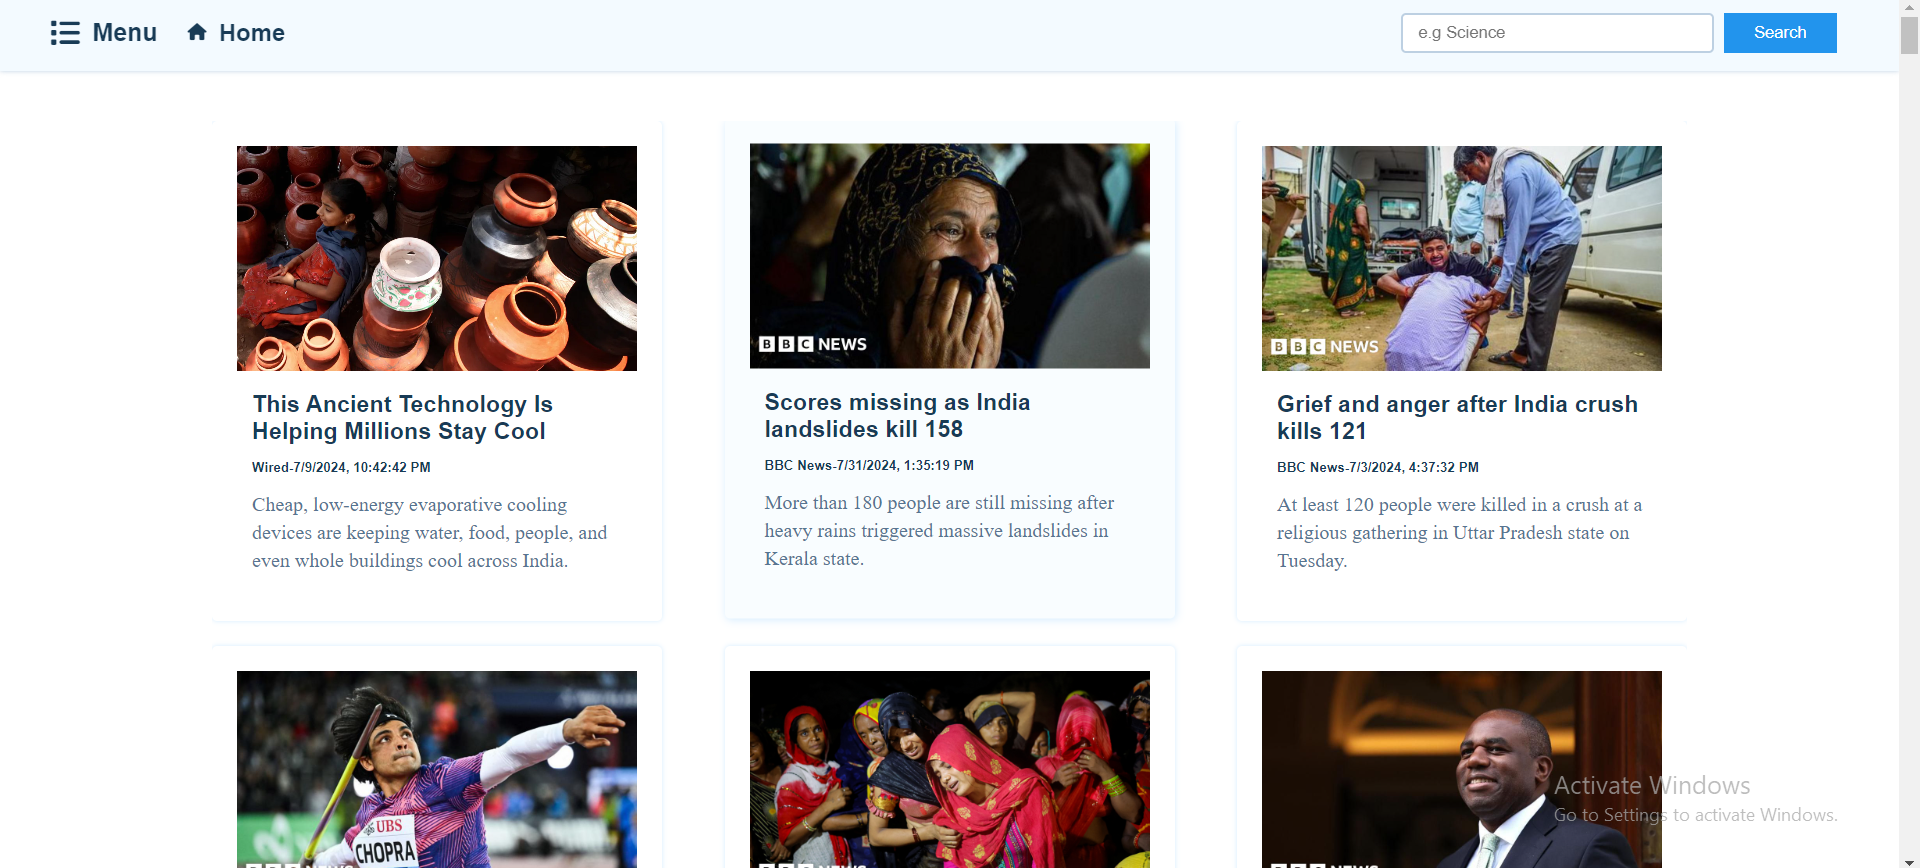 Menu
Home
e.g Science
Search
BBC NEWS
BBC NEWS
This Ancient Technology Is
Helping Millions Stay Cool
Wired-7/9/2024, 10:42:42 PM
Cheap, low-energy evaporative cooling
devices are keeping water, food, people, and
even whole buildings cool across India.
Scores missing as India
landslides kill 158
BBC News-7/31/2024, 1:35:19 PM
More than 180 people are still missing after
heavy rains triggered massive landslides in
Kerala state.
Grief and anger after India crush
kills 121
BBC News-7/3/2024, 4:37:32 PM
At least 120 people were killed in a crush at a
religious gathering in Uttar Pradesh state on
Tuesday.
UBS
CHOPRA
Activate Windows
Go to Settings to activate Windows.